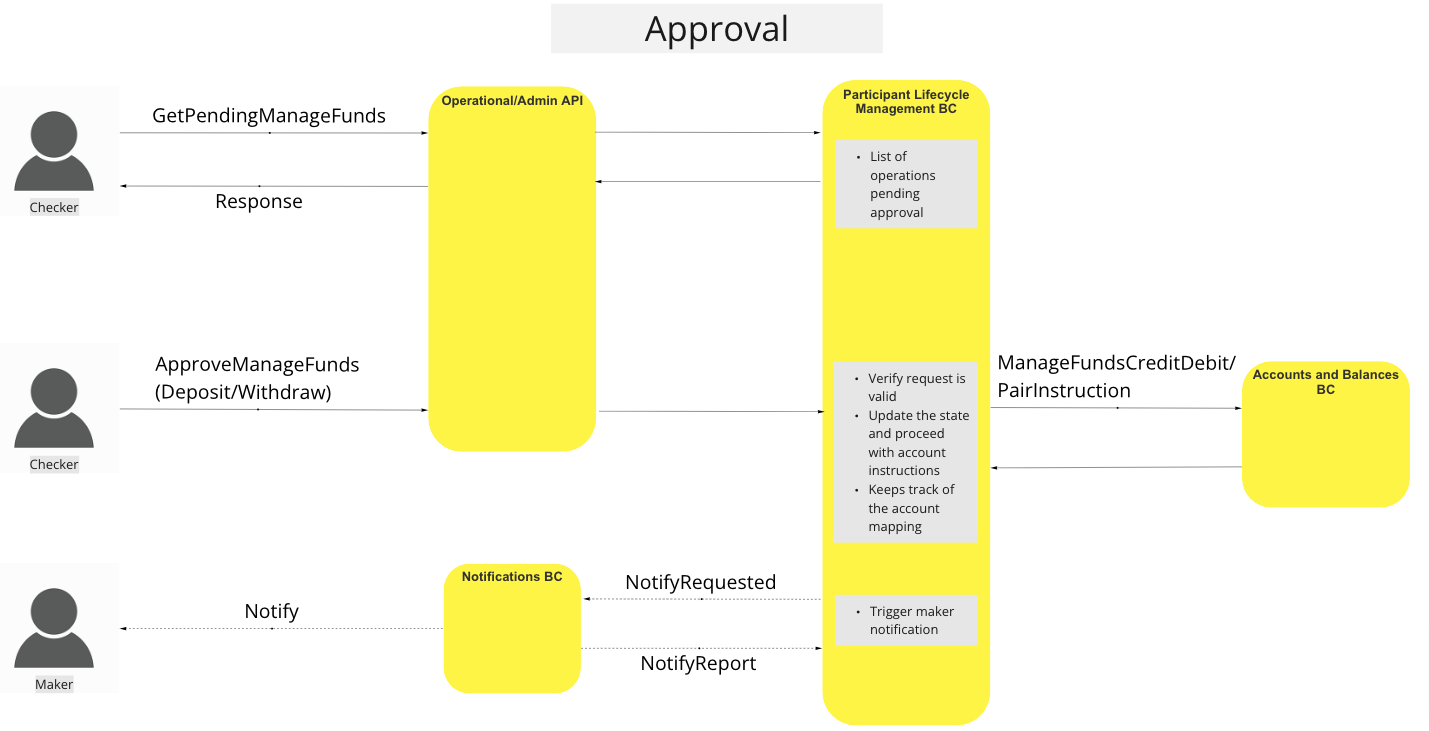 Approval
GetPendingManageFunds
Response
Checker
Operational/Admin API
Participant Lifecycle
Management BC
• List of
operations
pending
approval
ApproveManageFunds
(Deposit/Withdraw)
Checker
• Verify request is
valid
• Update the state
and proceed
with account
instructions
• Keeps track of
the account
mapping
ManageFundsCreditDebit/
PairInstruction
Accounts and Balances
BC
Notify
Maker
Notifications BC
NotifyRequested
NotifyReport
• Trigger maker
notification